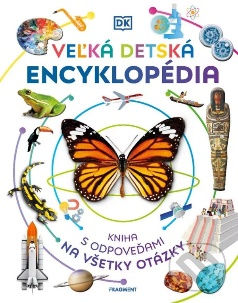 DK
VEĽKÁ DETSKÁ
ENCYKLOPÉDIA
KNIHA
S ODPOVEĎAMI
NA VŠETKY OTÁZKY
FRAGMENT